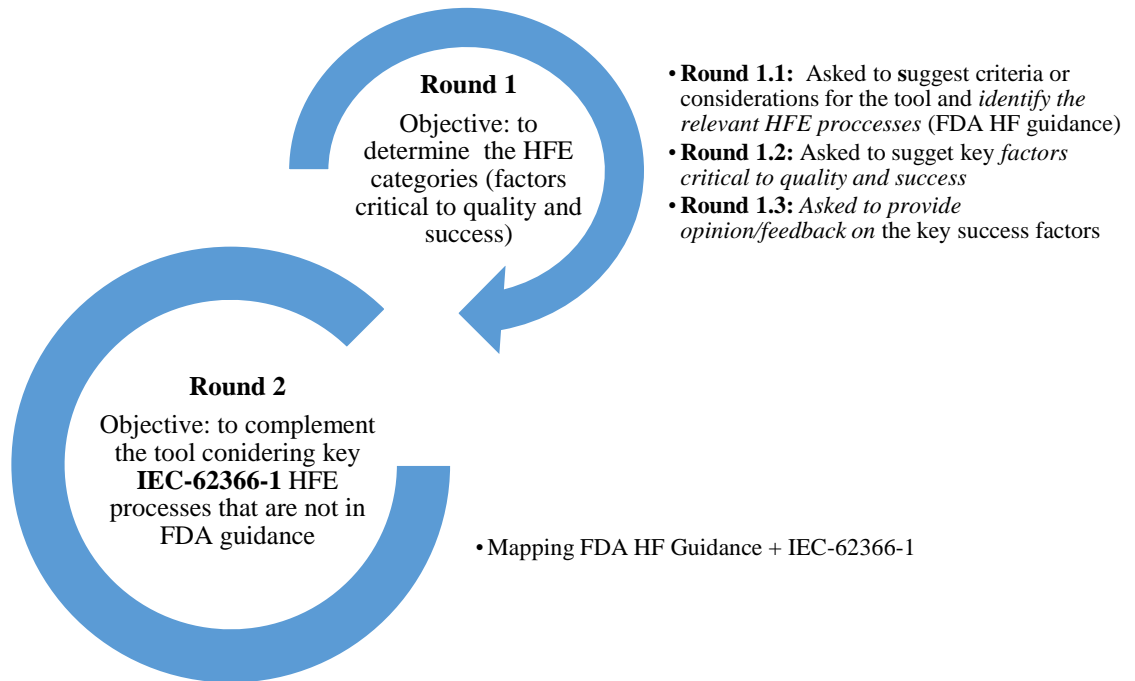 Round 1
Objective: to
determine the HFE
categories (factors
critical to quality and
success)
• Round 1.1: Asked to suggest criteria or
considerations for the tool and identify the
relevant HFE proccesses (FDA HF guidance)
• Round 1.2: Asked to sugget key factors
critical to quality and success
• Round 1.3: Asked to provide
opinion/feedback on the key success factors
Round 2
Objective: to complement
the tool conidering key
IEC-62366-1 HFE
processes that are not in
FDA guidance
• Mapping FDA HF Guidance + IEC-62366-1